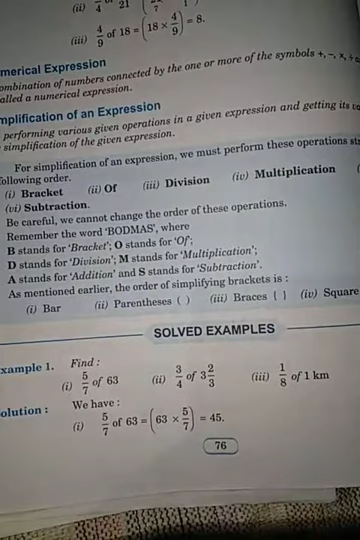 (ii) 4 of 21
(iii) 4/9 of 18 = (18 × 4/9) = 8.
merical Expression
ombination of numbers connected by the one or more of the symbols +, –, ×, ÷
alled a numerical expression.
mplification of an Expression
performing various given operations in a given expression and getting its
simplification of the given expression.
For simplification of an expression, we must perform these operations
following order.
(i) Bracket (ii) Of (iii) Division (iv) Multiplication (
(vi) Subtraction.
Be careful, we cannot change the order of these operations.
Remember the word 'BODMAS', where
B stands for 'Bracket'; O stands for 'Of';
D stands for 'Division'; M stands for 'Multiplication';
A stands for 'Addition' and S stands for 'Subtraction'.
As mentioned earlier, the order of simplifying brackets is :
(i) Bar (ii) Parentheses ( ) (iii) Braces { } (iv) Square
SOLVED EXAMPLES
xample 1. Find :
(i) 5/7 of 63 (ii) 3/4 of 3 2/3 (iii) 1/8 of 1 km
olution : We have :
(i) 5/7 of 63 = (63 × 5/7) = 45.
76